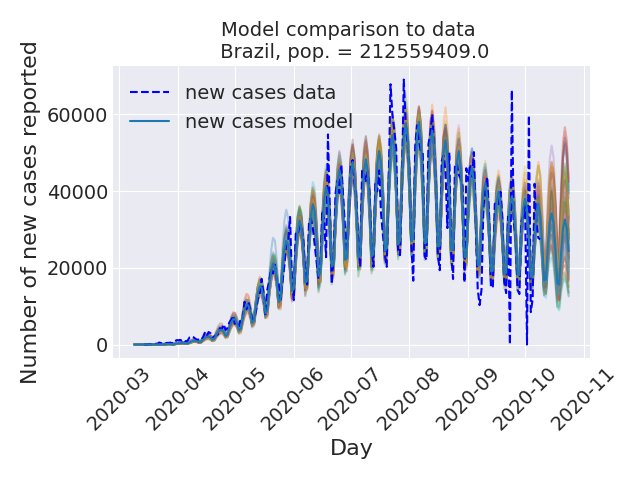 Model comparison to data
Brazil, pop. = 212559409.0
Number of new cases reported
60000
40000
20000
0
new cases data
new cases model
2020-03
2020-04
2020-05
2020-06
2020-07
2020-08
2020-09
2020-10
2020-11
Day